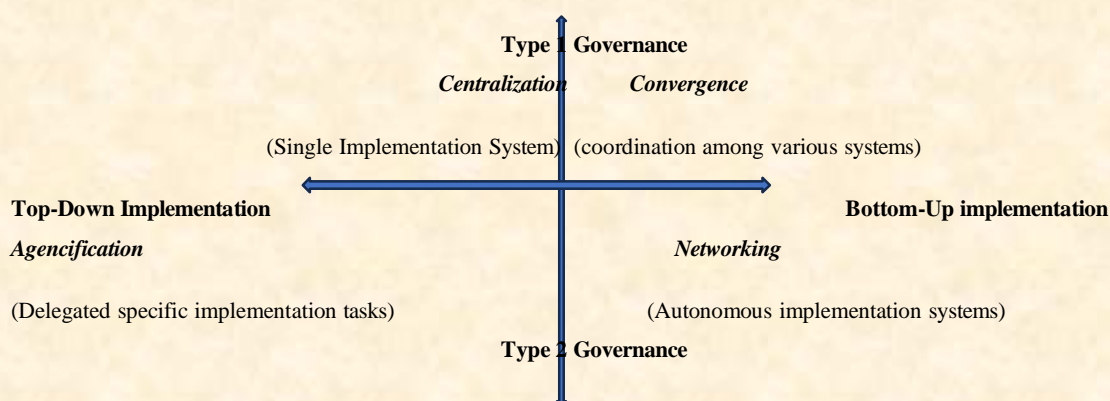 Type 1 Governance
Centralization Convergence
(Single Implementation System) (coordination among various systems)
Top-Down Implementation Bottom-Up implementation
Agencification Networking
(Delegated specific implementation tasks) (Autonomous implementation systems)
Type 2 Governance